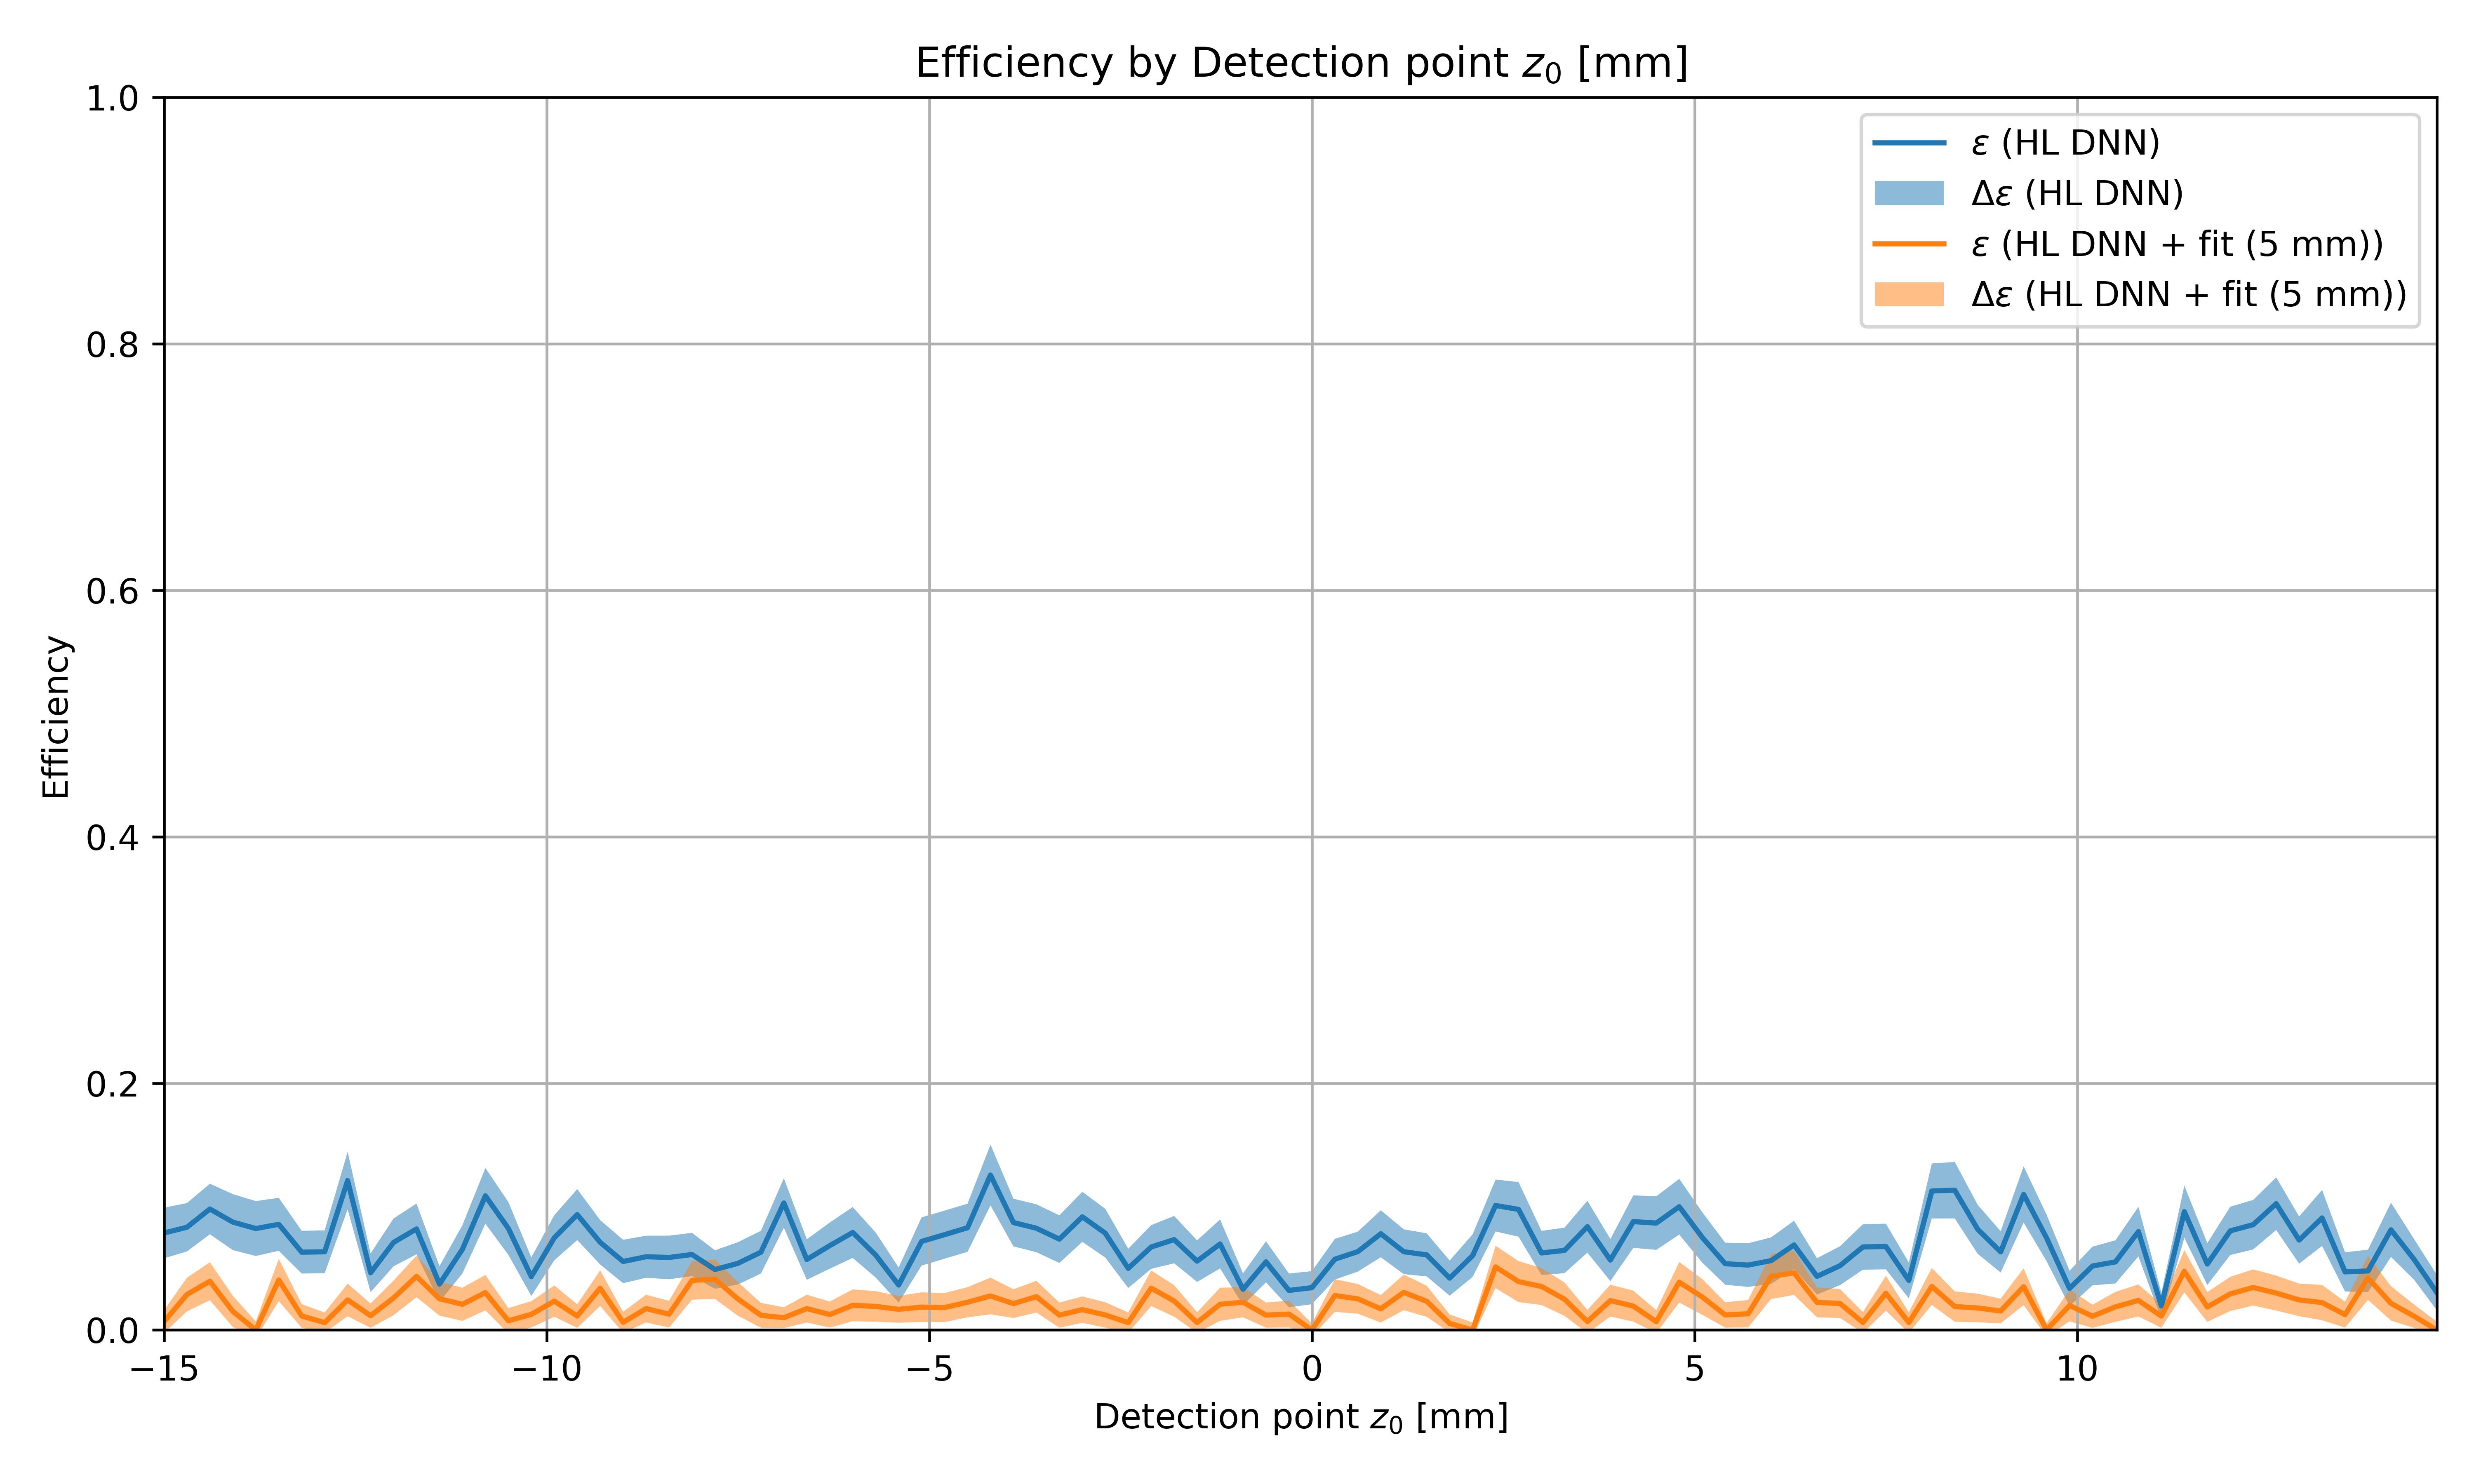 Efficiency by Detection point z₀ [mm]
1.0
0.8
0.6
0.4
0.2
0.0
Efficiency
ε (HL DNN)
Δε (HL DNN)
ε (HL DNN + fit (5 mm))
Δε (HL DNN + fit (5 mm))
−15 −10 −5 0 5 10
Detection point z₀ [mm]